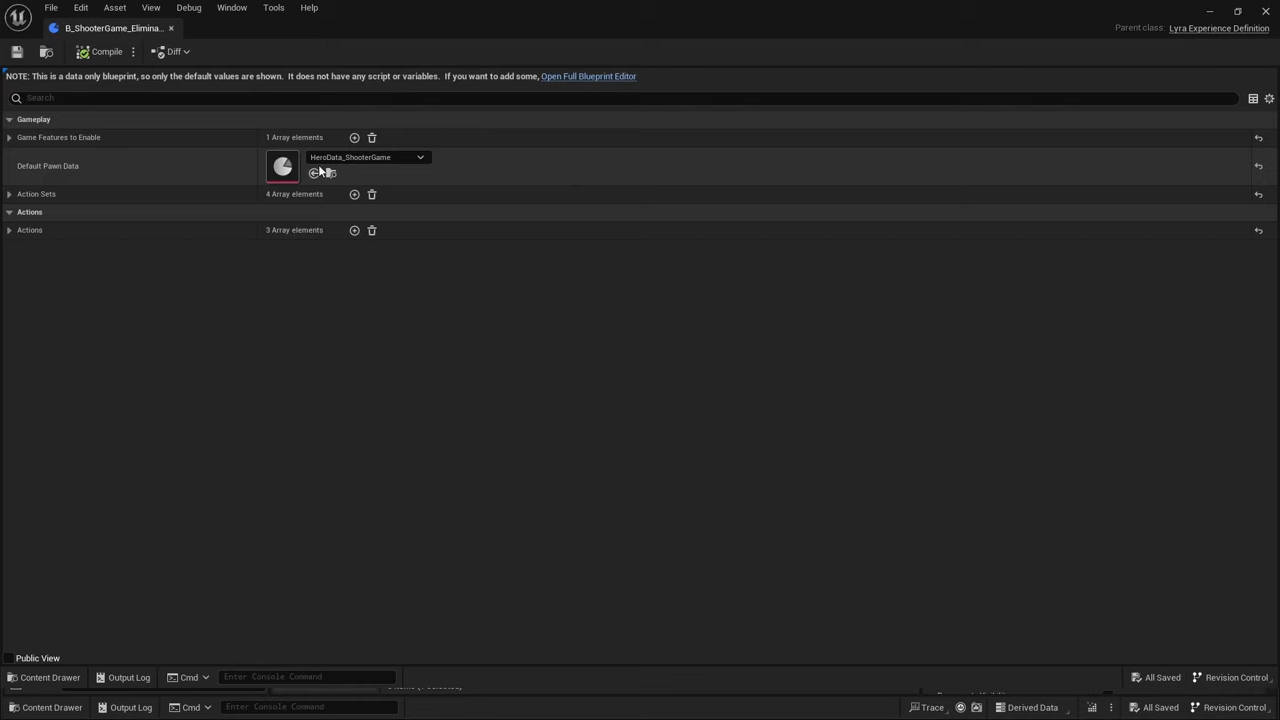 File Edit Asset View Debug Window Tools Help
B_ShooterGame_Elimina...
Parent class: Lyra Experience Definition
Compile Diff
NOTE: This is a data only blueprint, so only the default values are shown. It does not have any script or variables. If you want to add some, Open Full Blueprint Editor
Search
Gameplay
Game Features to Enable 1 Array elements
HeroData_ShooterGame
Default Pawn Data
Action Sets 4 Array elements
Actions
Actions 3 Array elements
Public View
Content Drawer Output Log Cmd Enter Console Command All Saved Revision Control
Content Drawer Output Log Cmd Enter Console Command Trace Derived Data All Saved Revision Control